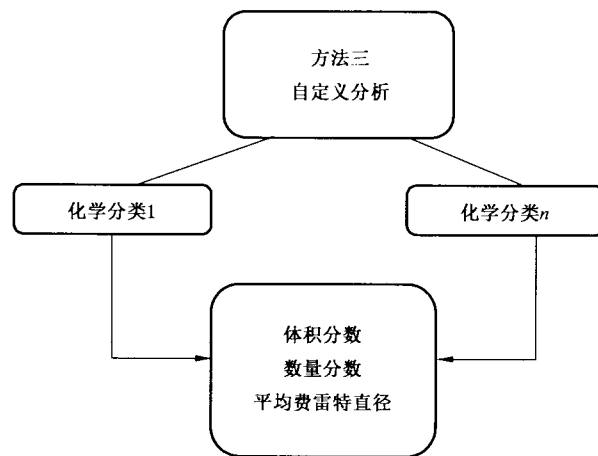 方法三
自定义分析
化学分类1
化学分类n
体积分数
数量分数
平均费雷特直径